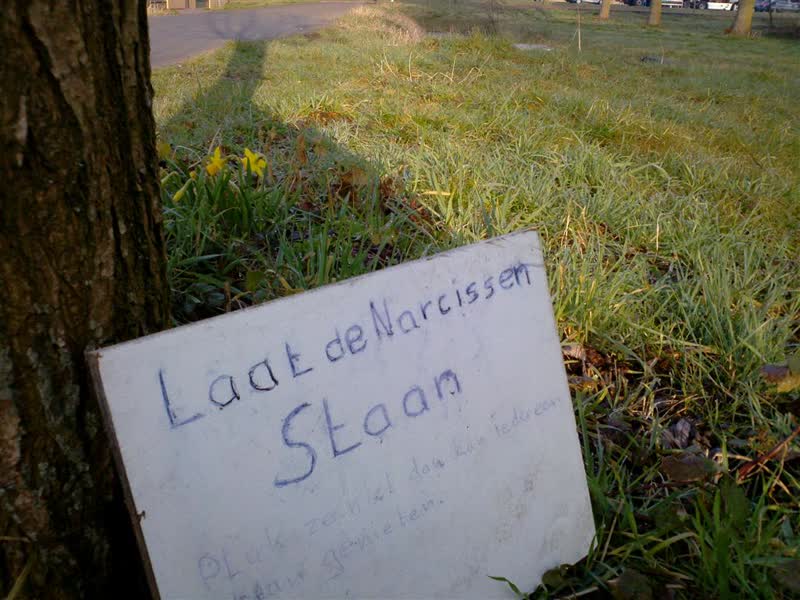 Laat de Narcissen
Staan
PLuk ze niet dan kan iedereen
genieten.